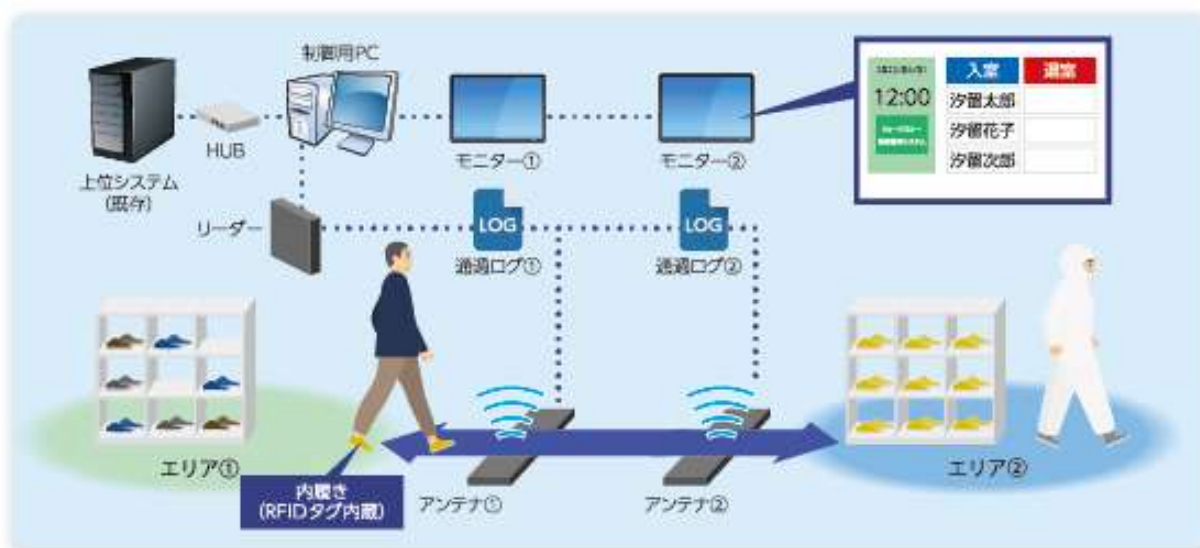 制御用PC
入室
退室
12:00
汐留太郎
汐留花子
汐留次郎
HUB
モニター①
モニター②
上位システム
(既存)
リーダー
LOG
LOG
通過ログ①
通過ログ②
エリア①
エリア②
内履き
(RFIDタグ内蔵)
アンテナ①
アンテナ②